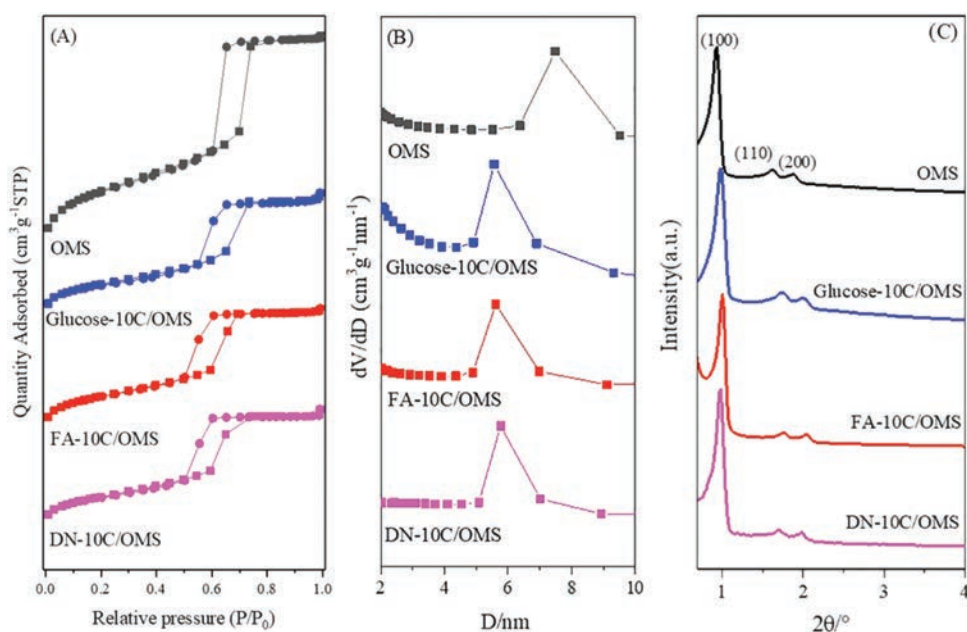 (A)
Quantity Adsorbed (cm³g⁻¹STP)
OMS
Glucose-10C/OMS
FA-10C/OMS
DN-10C/OMS
0.0 0.2 0.4 0.6 0.8 1.0
Relative pressure (P/P₀)
(B)
dV/dD (cm³g⁻¹nm⁻¹)
OMS
Glucose-10C/OMS
FA-10C/OMS
DN-10C/OMS
2 4 6 8 10
D/nm
(C)
(100)
(110)
(200)
Intensity(a.u.)
OMS
Glucose-10C/OMS
FA-10C/OMS
DN-10C/OMS
1 2 3 4
2θ/°